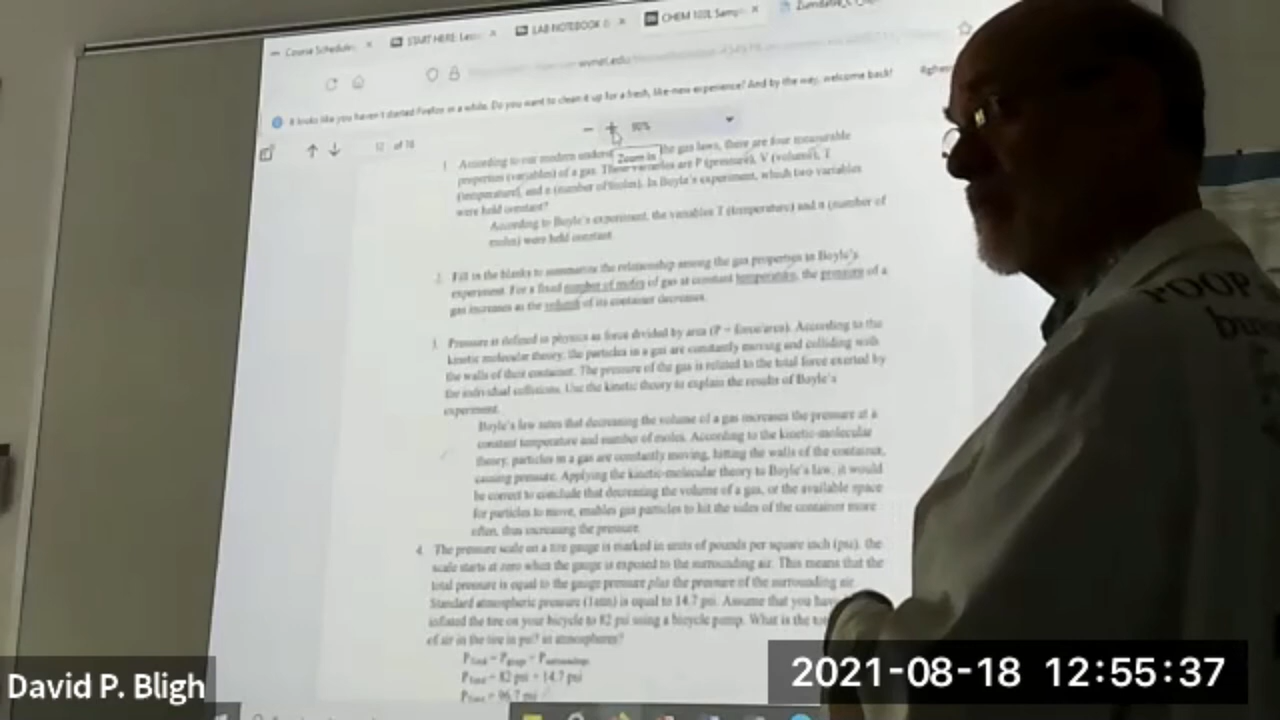 Course Schedule
START HERE:
LAB NOTEBOOK
CHEM 103L Samp
Zumdahl
wvncc.edu
It looks like you haven't started Firefox in a while. Do you want to clean it up for a fresh, like-new experience? And by the way, welcome back!
90%
12 of
Zoom in
1. According to our modern the gas laws, there are four measurable
properties (variables) of a gas. These variables are P (pressure), V (volume), T
(temperature), and n (number of moles). In Boyle's experiment, which two variables
were held constant?
According to Boyle's experiment, the variables T (temperature) and n (number of
moles) were held constant.
2. Fill in the blanks to summarize the relationship among the gas properties in Boyle's
experiment. For a fixed number of moles of gas at constant temperature, the pressure of a
gas increases as the volume of its container decreases.
3. Pressure is defined in physics as force divided by area (P = force/area). According to the
kinetic molecular theory, the particles in a gas are constantly moving and colliding with
the walls of their container. The pressure of the gas is related to the total force exerted by
the individual collisions. Use the kinetic theory to explain the results of Boyle's
experiment.
Boyle's law states that decreasing the volume of a gas increases the pressure at a
constant temperature and number of moles. According to the kinetic-molecular
theory, particles in a gas are constantly moving, hitting the walls of the container,
causing pressure. Applying the kinetic-molecular theory to Boyle's law, it would
be correct to conclude that decreasing the volume of a gas, or the available space
for particles to move, enables gas particles to hit the sides of the container more
often, thus increasing the pressure.
4. The pressure scale on a tire gauge is marked in units of pounds per square inch (psi). the
scale starts at zero when the gauge is exposed to the surrounding air. This means that the
total pressure is equal to the gauge pressure plus the pressure of the surrounding air.
Standard atmospheric pressure (1atm) is equal to 14.7 psi. Assume that you have
inflated the tire on your bicycle to 82 psi using a bicycle pump. What is the
of air in the tire in psi? in atmospheres?
82 psi + 14.7 psi
96.7 psi
POOP
David P. Bligh
2021-08-18 12:55:37